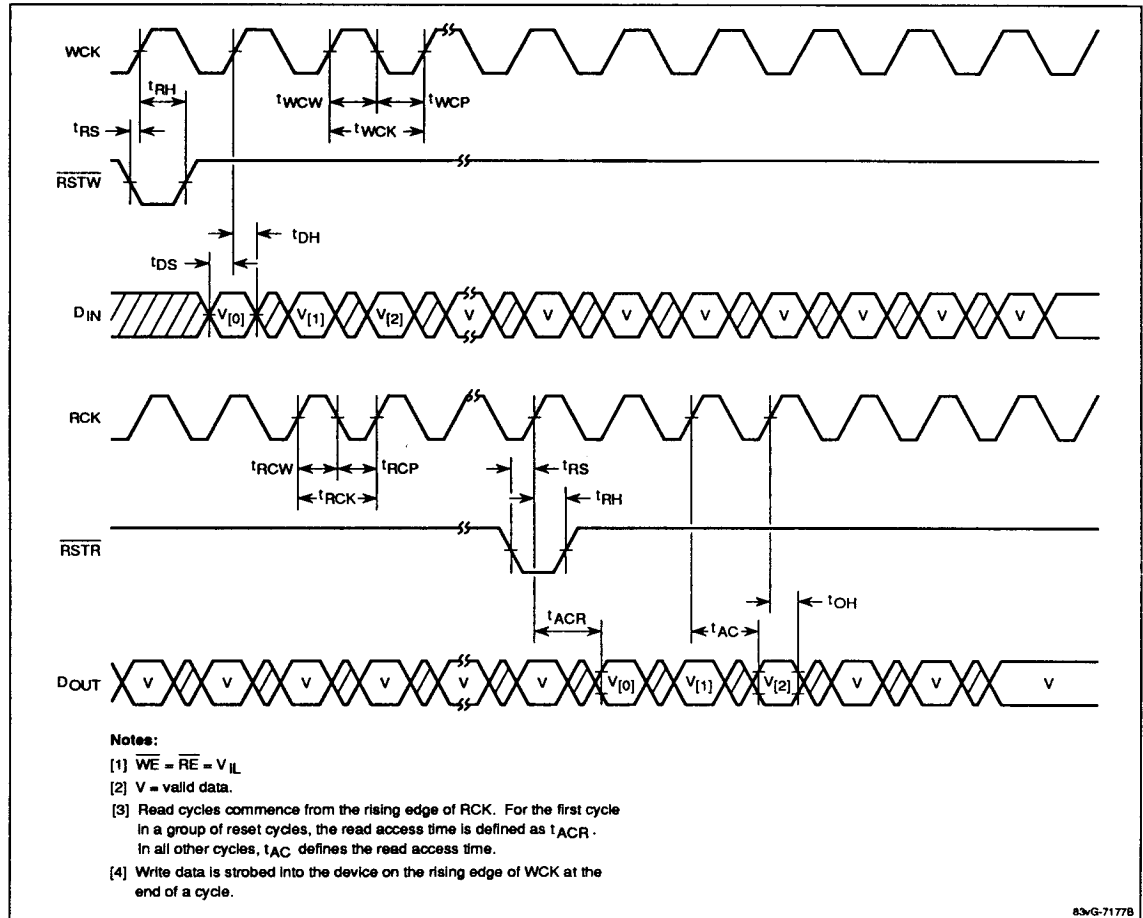 WCK
tRH
tWCW
tWCP
tRS
tWCK
RSTW
tDH
tDS
D IN
V[0]
V[1]
V[2]
V
V
V
V
V
V
V
V
RCK
tRCW
tRCP
tRS
tRCK
tRH
RSTR
tACR
tAC
tOH
DOUT
V
V
V
V
V
V
V[0]
V[1]
V[2]
V
V
V
Notes:
[1] WE = RE = VIL
[2] V = valid data.
[3] Read cycles commence from the rising edge of RCK. For the first cycle
in a group of reset cycles, the read access time is defined as tACR.
In all other cycles, tAC defines the read access time.
[4] Write data is strobed into the device on the rising edge of WCK at the
end of a cycle.
83vG-7177B